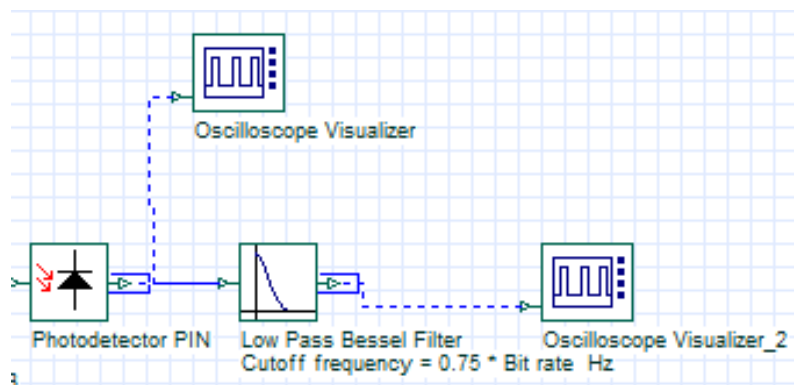 Oscilloscope Visualizer
Photodetector PIN
Low Pass Bessel Filter
Cutoff frequency = 0.75 * Bit rate Hz
Oscilloscope Visualizer_2